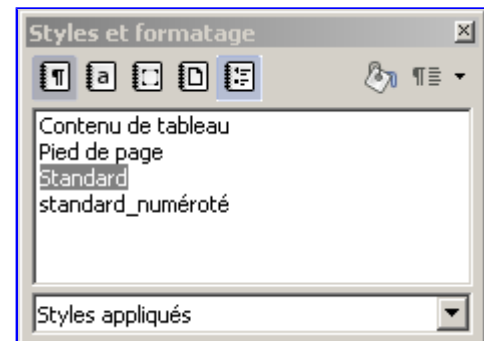 Styles et formatage
Contenu de tableau
Pied de page
Standard
standard_numéroté
Styles appliqués